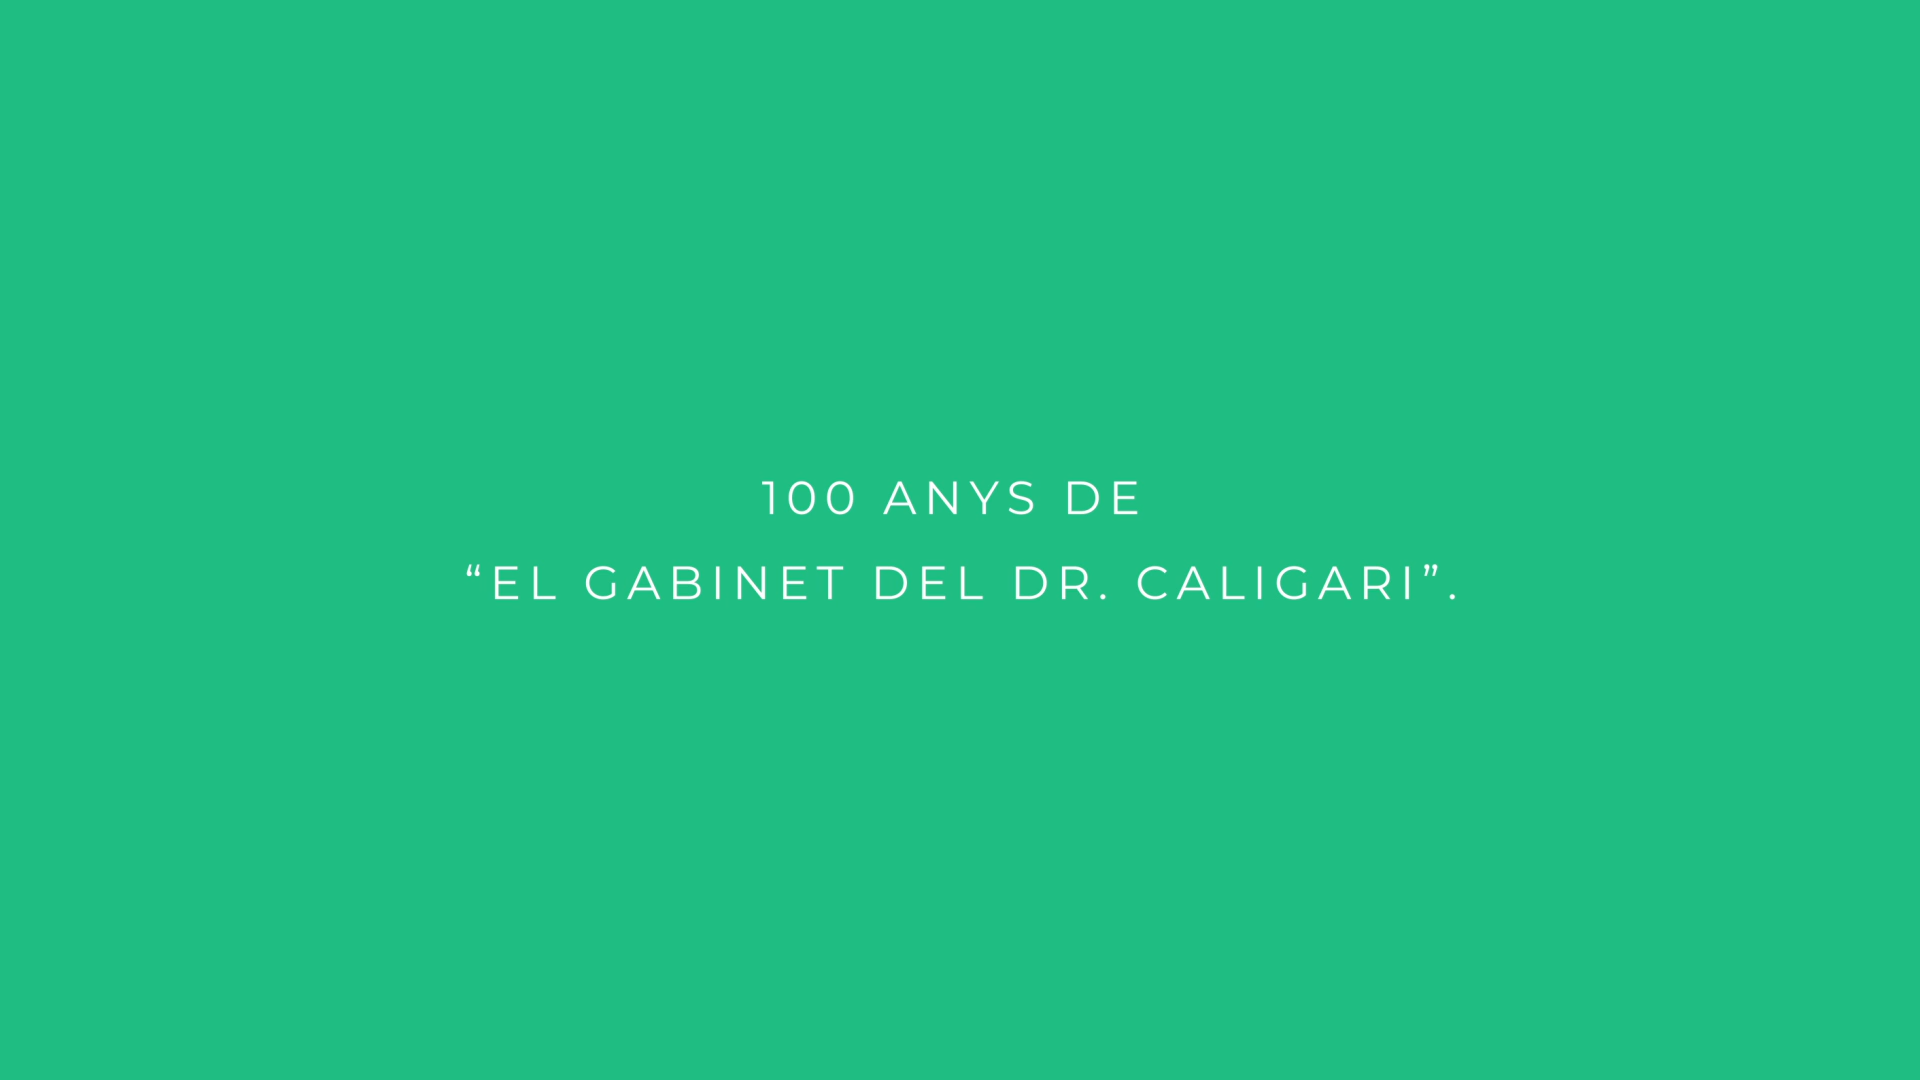 100 ANYS DE
“EL GABINET DEL DR. CALIGARI”.